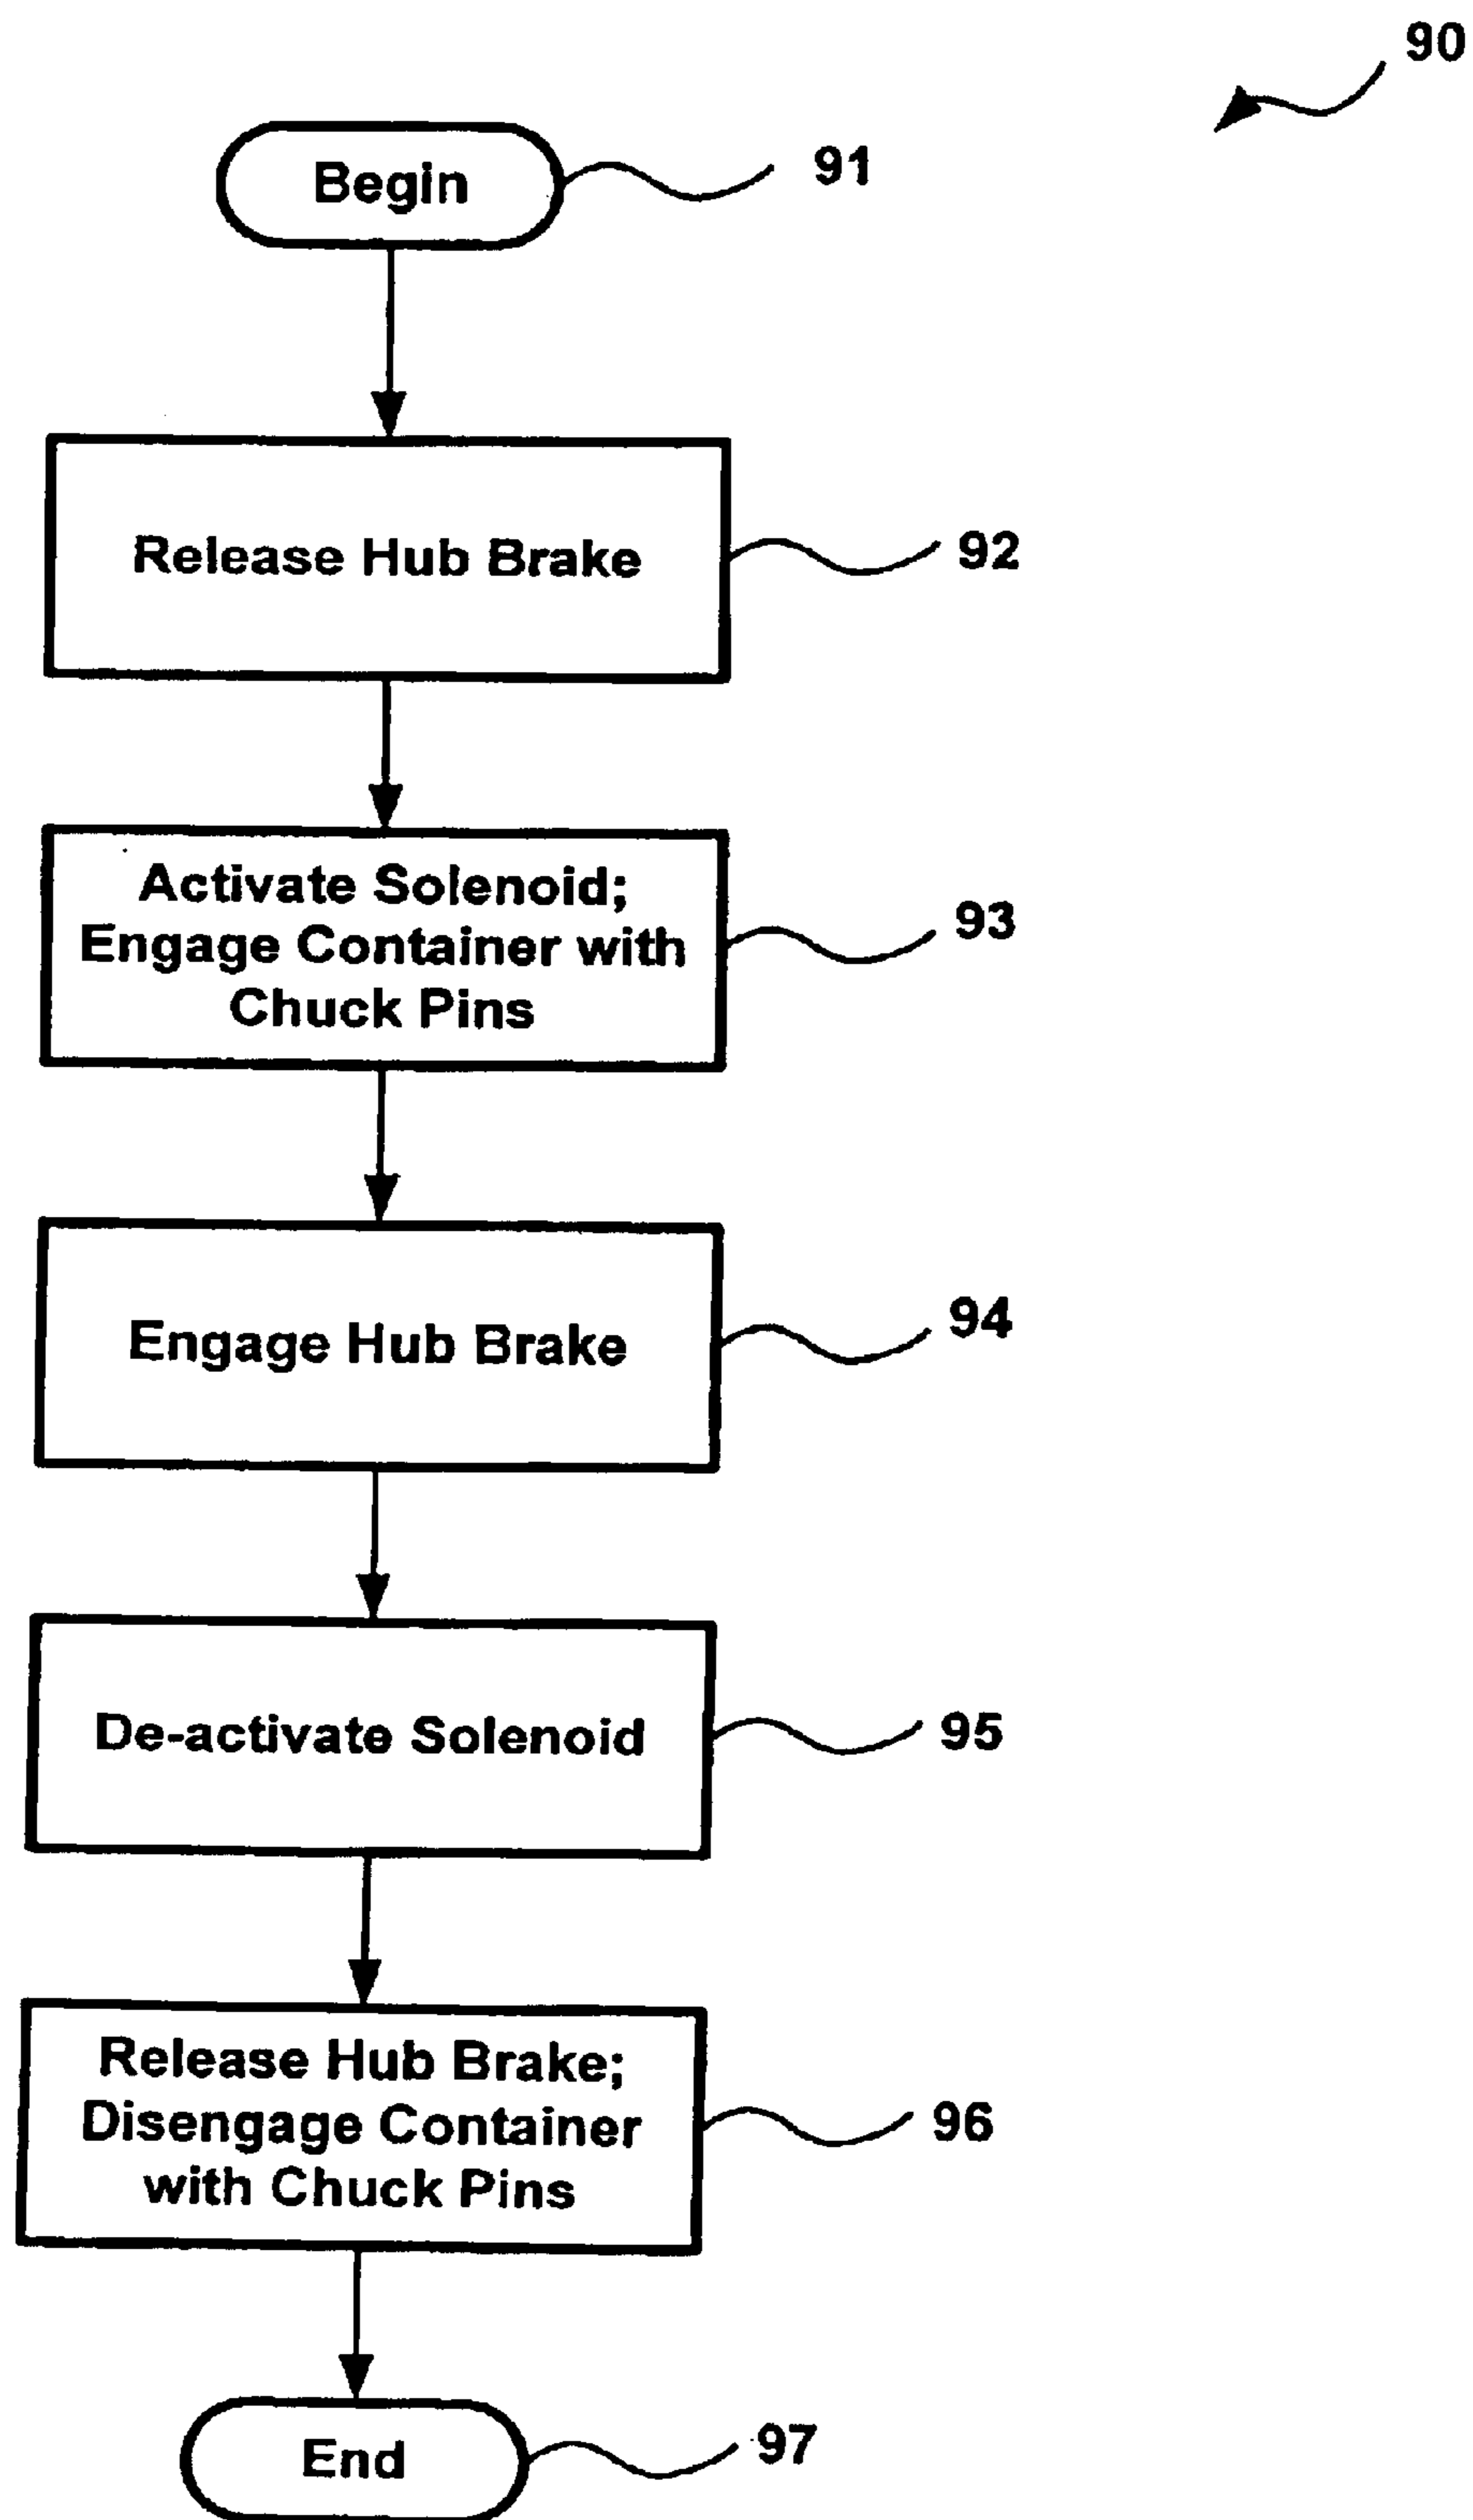 90
Begin
91
Release Hub Brake
92
Activate Solenoid;
Engage Container with
Chuck Pins
93
Engage Hub Brake
94
De-activate Solenoid
95
Release Hub Brake;
Disengage Container
with Chuck Pins
96
End
97